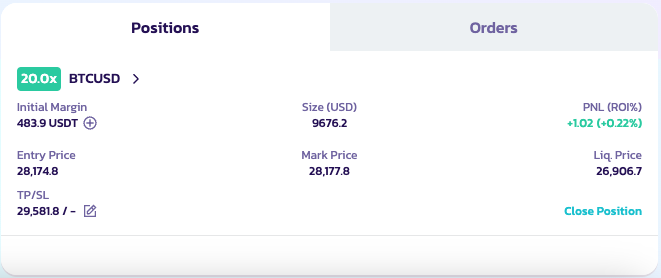 Positions Orders
20.0x BTCUSD
Initial Margin Size (USD) PNL (ROI%)
483.9 USDT 9676.2 +1.02 (+0.22%)
Entry Price Mark Price Liq. Price
28,174.8 28,177.8 26,906.7
TP/SL
29,581.8 / - Close Position